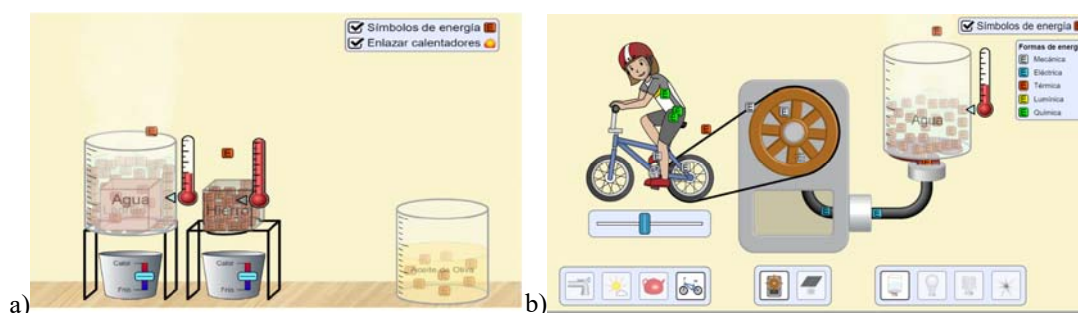 a)
Símbolos de energía E
Enlazar calentadores
E
E
Agua
Hierro
Calor
Frío
Calor
Frío
Aceite de Oliva
b)
Símbolos de energía
Formas de energ
E Mecánica
E Eléctrica
E Térmica
E Lumínica
E Química
Agua